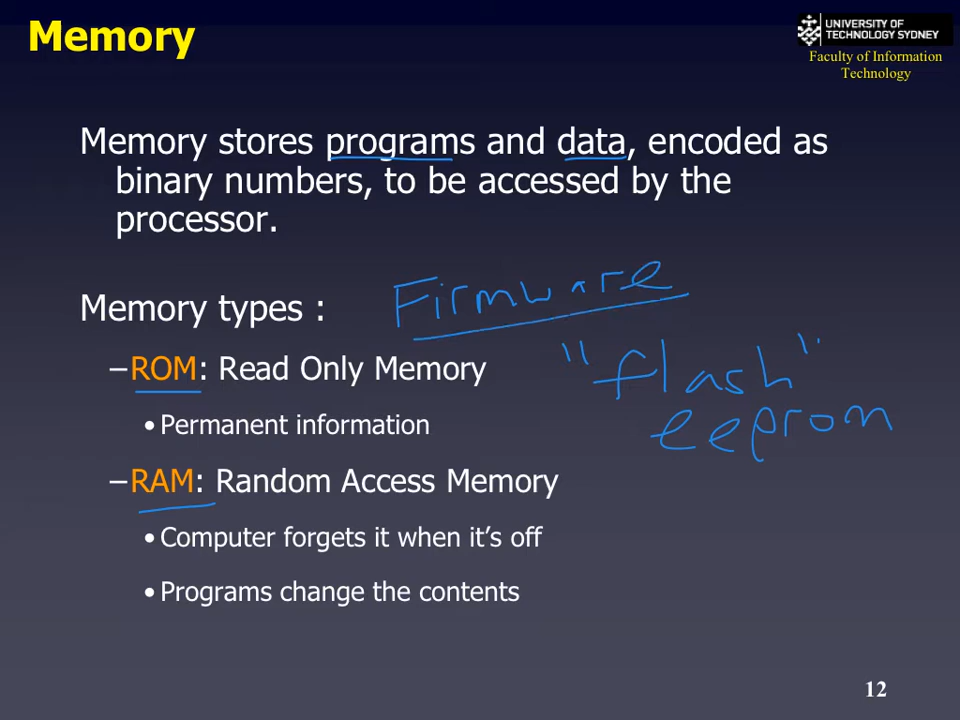 Memory
UNIVERSITY OF
TECHNOLOGY SYDNEY
Faculty of Information
Technology
Memory stores programs and data, encoded as
binary numbers, to be accessed by the
processor.
Firmware
Memory types :
"flash"
–ROM: Read Only Memory
eeprom
•Permanent information
–RAM: Random Access Memory
•Computer forgets it when it’s off
•Programs change the contents
12